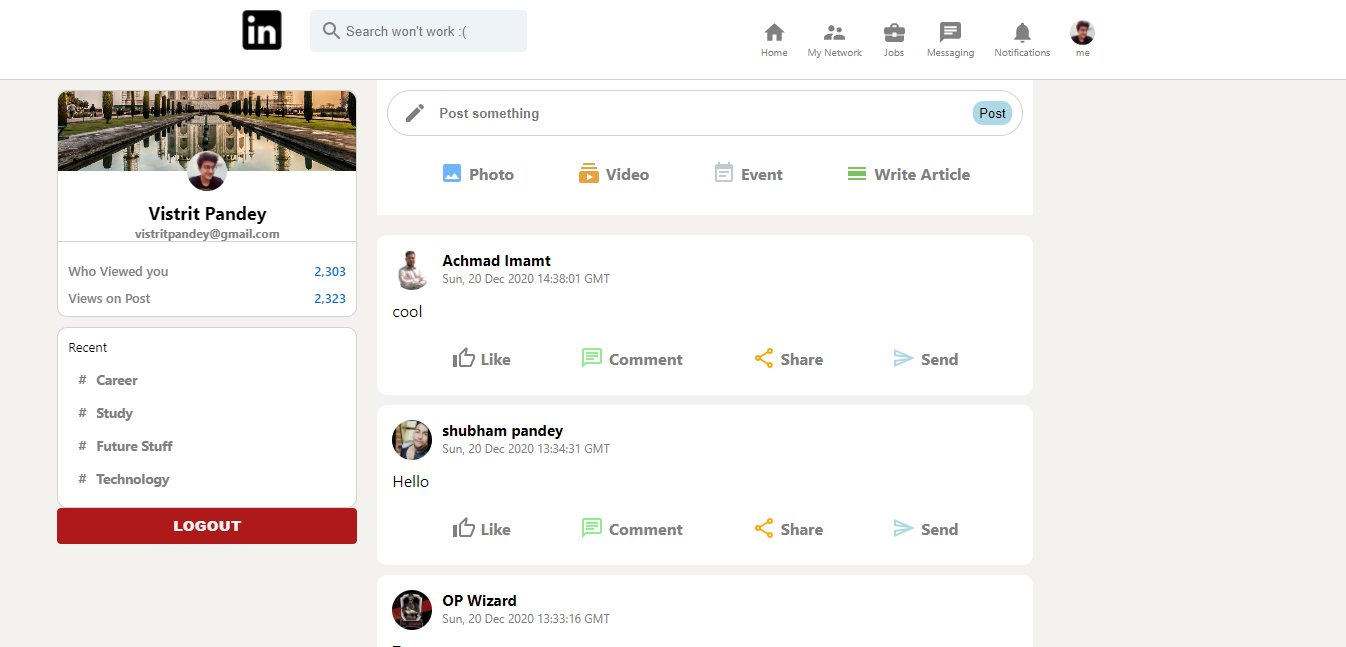 in
Search won't work :(
Home
My Network
Jobs
Messaging
Notifications
me
Vistrit Pandey
vistritpandey@gmail.com
Who Viewed you 2,303
Views on Post 2,323
Recent
# Career
# Study
# Future Stuff
# Technology
LOGOUT
Post something
Post
Photo
Video
Event
Write Article
Achmad Imamt
Sun, 20 Dec 2020 14:38:01 GMT
cool
Like
Comment
Share
Send
shubham pandey
Sun, 20 Dec 2020 13:34:31 GMT
Hello
Like
Comment
Share
Send
OP Wizard
Sun, 20 Dec 2020 13:33:16 GMT